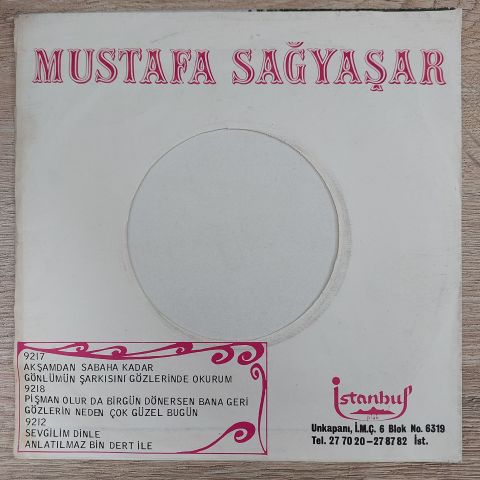 MUSTAFA SAĞYAŞAR
9217
AKŞAMDAN SABAHA KADAR
GÖNLÜMÜN ŞARKISINI GÖZLERİNDE OKURUM
9218
PİŞMAN OLUR DA BİRGÜN DÖNERSEN BANA GERİ
GÖZLERİN NEDEN ÇOK GÜZEL BUGÜN
9212
SEVGİLİM DİNLE
ANLATILMAZ BİN DERT İLE
istanbul
plak
Unkapanı, İ.M.Ç. 6 Blok No. 6319
Tel. 27 70 20-27 87 82 İst.